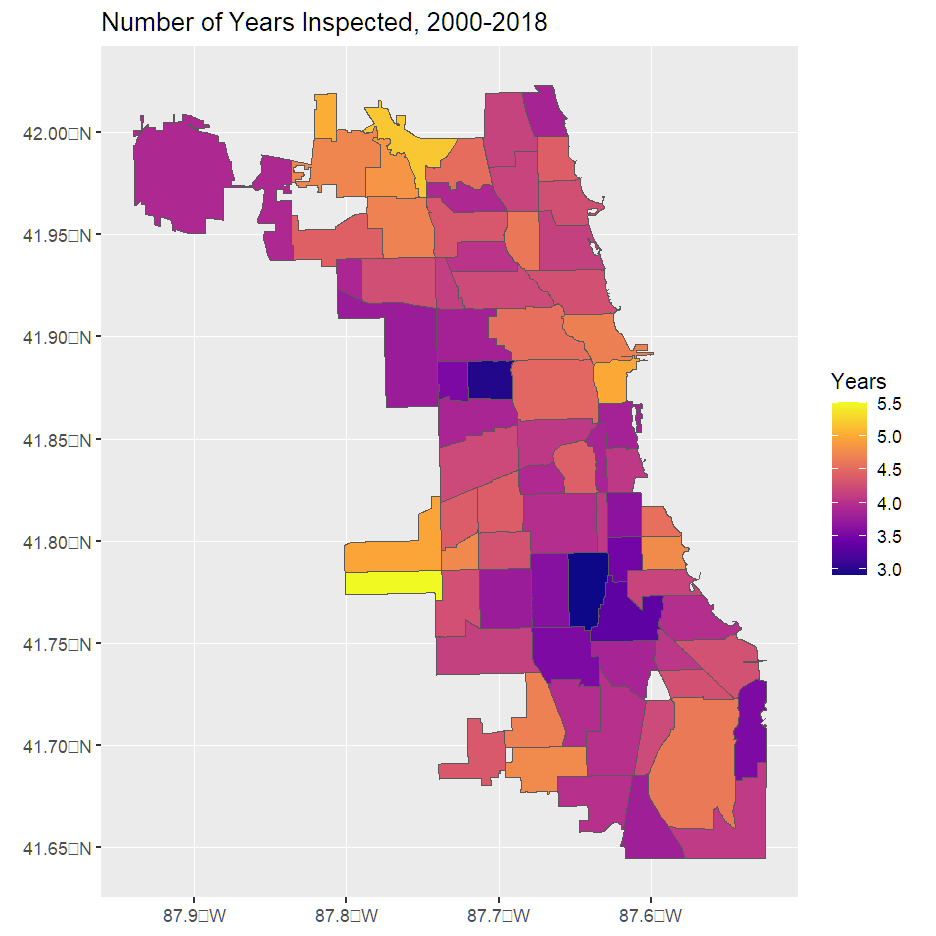 Number of Years Inspected, 2000-2018
42.00□N
41.95□N
41.90□N
41.85□N
41.80□N
41.75□N
41.70□N
41.65□N
87.9□W
87.8□W
87.7□W
87.6□W
Years
5.5
5.0
4.5
4.0
3.5
3.0